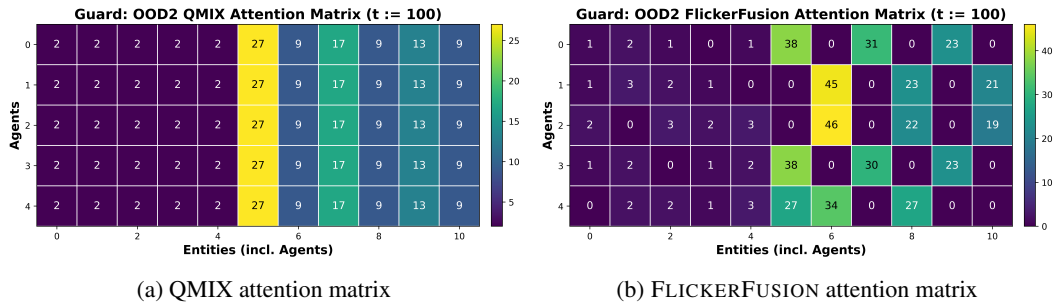 Guard: OOD2 QMIX Attention Matrix (t := 100)
Agents
0 2 2 2 2 2 27 9 17 9 13 9
1 2 2 2 2 2 27 9 17 9 13 9
2 2 2 2 2 2 27 9 17 9 13 9
3 2 2 2 2 2 27 9 17 9 13 9
4 2 2 2 2 2 27 9 17 9 13 9
0 2 4 6 8 10
Entities (incl. Agents)
25
20
15
10
5
(a) QMIX attention matrix
Guard: OOD2 FlickerFusion Attention Matrix (t := 100)
Agents
0 1 2 1 0 1 38 0 31 0 23 0
1 1 3 2 1 0 0 45 0 23 0 21
2 2 0 3 2 3 0 46 0 22 0 19
3 1 2 0 1 2 38 0 30 0 23 0
4 0 2 2 1 3 27 34 0 27 0 0
0 2 4 6 8 10
Entities (incl. Agents)
40
30
20
10
0
(b) FLICKERFUSION attention matrix